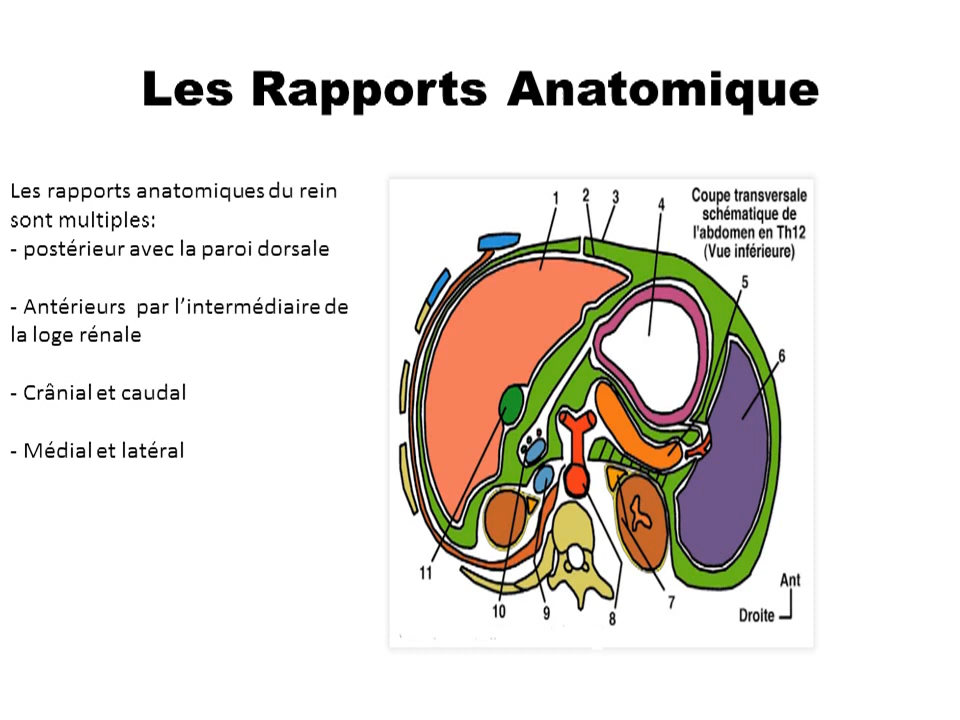 Les Rapports Anatomique
Les rapports anatomiques du rein
sont multiples:
- postérieur avec la paroi dorsale
- Antérieurs par l’intermédiaire de
la loge rénale
- Crânial et caudal
- Médial et latéral
Coupe transversale
schématique de
l'abdomen en Th12
(Vue inférieure)
1
2
3
4
5
6
7
8
9
10
11
Ant
Droite